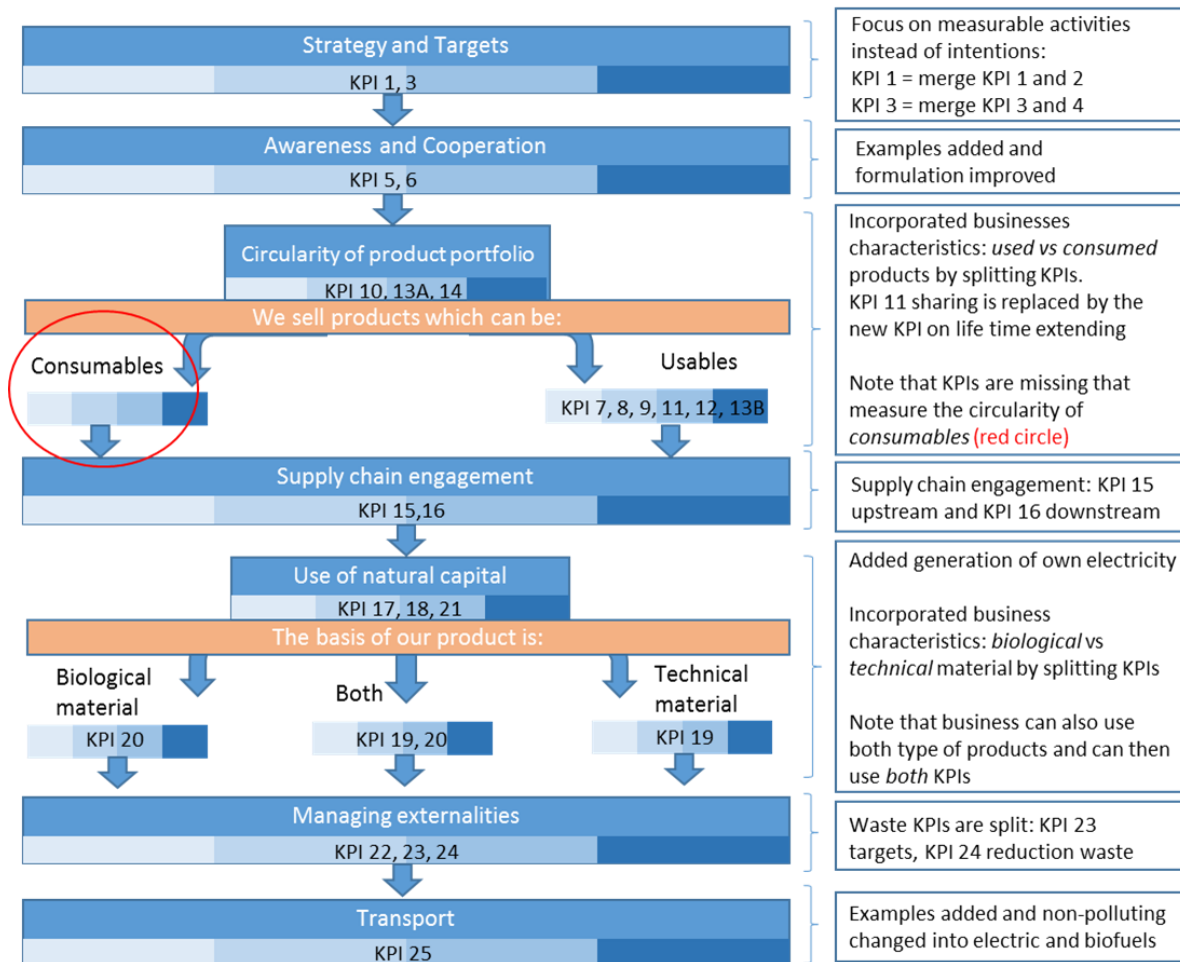 Strategy and Targets
KPI 1, 3
Focus on measurable activities
instead of intentions:
KPI 1 = merge KPI 1 and 2
KPI 3 = merge KPI 3 and 4
Awareness and Cooperation
KPI 5, 6
Examples added and
formulation improved
Circularity of product portfolio
KPI 10, 13A, 14
We sell products which can be:
Consumables
Usables
KPI 7, 8, 9, 11, 12, 13B
Incorporated businesses
characteristics: used vs consumed
products by splitting KPIs.
KPI 11 sharing is replaced by the
new KPI on life time extending
Note that KPIs are missing that
measure the circularity of
consumables (red circle)
Supply chain engagement
KPI 15,16
Supply chain engagement: KPI 15
upstream and KPI 16 downstream
Use of natural capital
KPI 17, 18, 21
The basis of our product is:
Biological
material
KPI 20
Both
KPI 19, 20
Technical
material
KPI 19
Added generation of own electricity
Incorporated business
characteristics: biological vs
technical material by splitting KPIs
Note that business can also use
both type of products and can then
use both KPIs
Managing externalities
KPI 22, 23, 24
Waste KPIs are split: KPI 23
targets, KPI 24 reduction waste
Transport
KPI 25
Examples added and non-polluting
changed into electric and biofuels